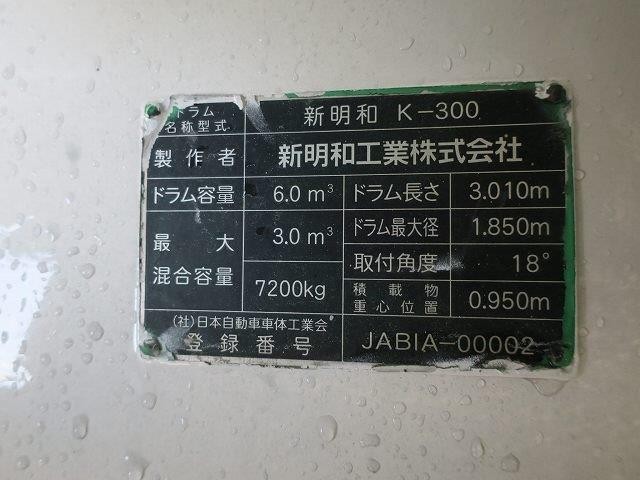 ドラム
名称型式
新明和 K-300
製作者
新明和工業株式会社
ドラム容量
6.0 m³
ドラム長さ
3.010m
最大
混合容量
3.0 m³
7200kg
ドラム最大径
1.850m
取付角度
18°
積載物
重心位置
0.950m
(社)日本自動車車体工業会
登録番号
JABIA-00002